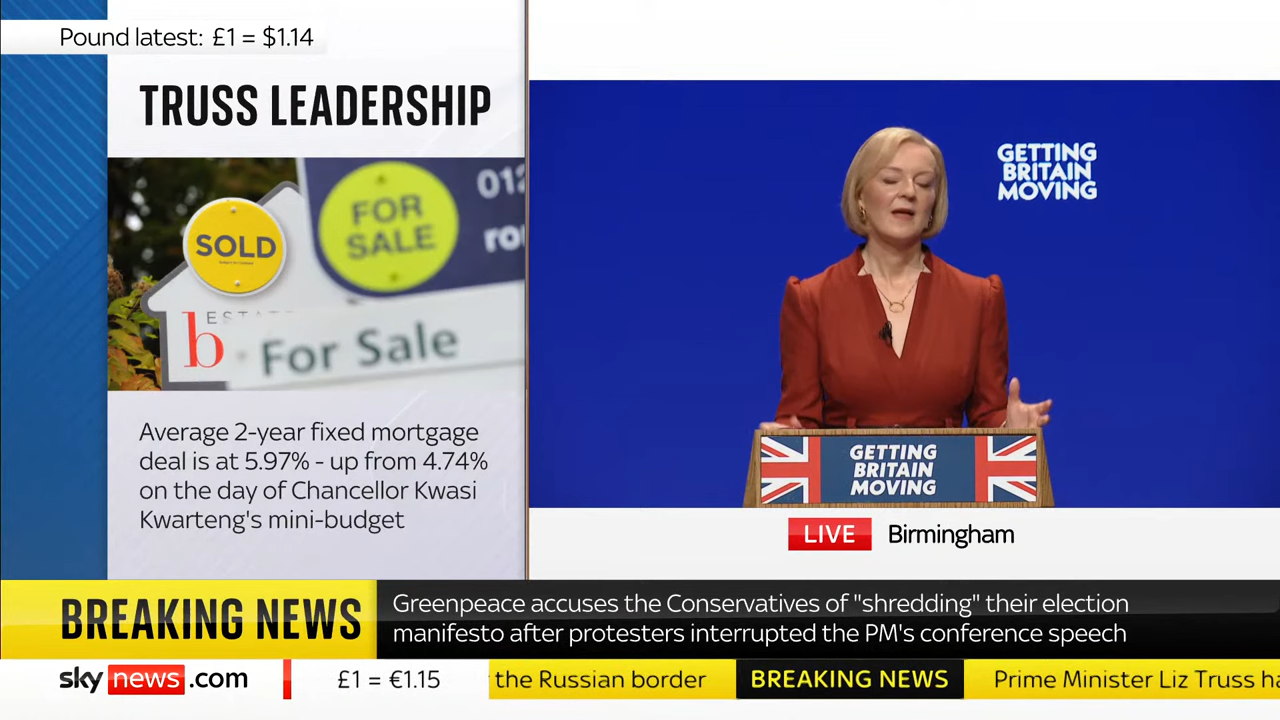 Pound latest: £1 = $1.14
TRUSS LEADERSHIP
SOLD
FOR
SALE
012
rou
b
For Sale
Average 2-year fixed mortgage
deal is at 5.97% - up from 4.74%
on the day of Chancellor Kwasi
Kwarteng's mini-budget
GETTING
BRITAIN
MOVING
GETTING
BRITAIN
MOVING
LIVE Birmingham
BREAKING NEWS
Greenpeace accuses the Conservatives of "shredding" their election
manifesto after protesters interrupted the PM's conference speech
sky news.com £1 = €1.15 the Russian border BREAKING NEWS Prime Minister Liz Truss ha